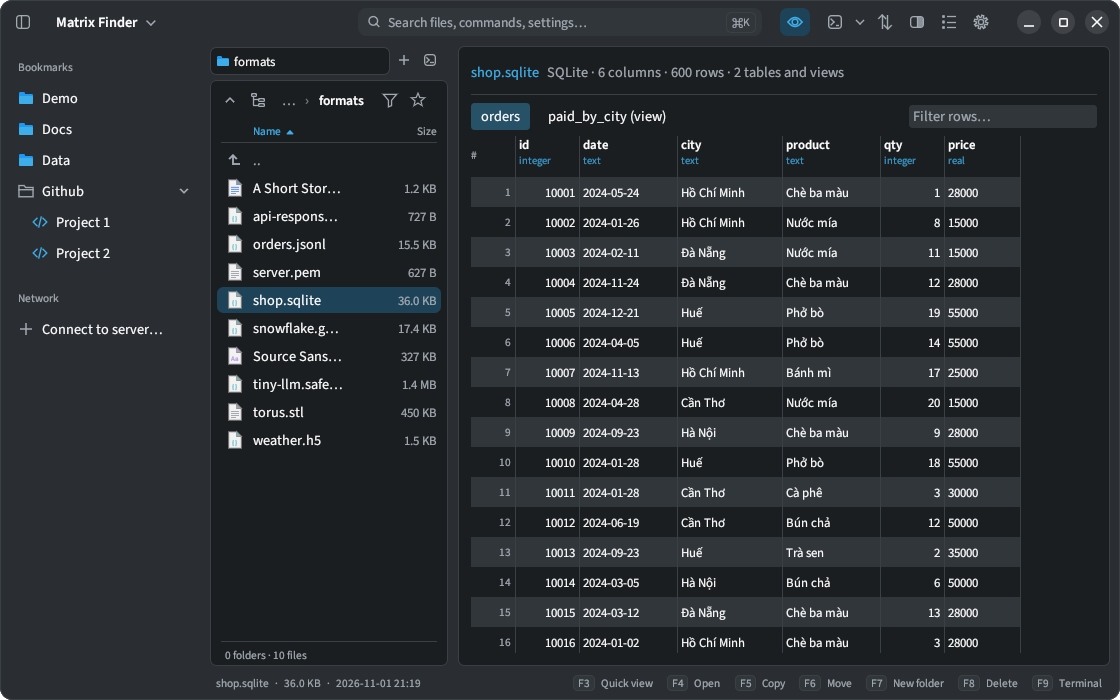 Matrix Finder
Search files, commands, settings…
⌘K
Bookmarks
Demo
Docs
Data
Github
Project 1
Project 2
Network
Connect to server…
formats
… › formats
Name Size
..
A Short Stor… 1.2 KB
api-respons… 727 B
orders.jsonl 15.5 KB
server.pem 627 B
shop.sqlite 36.0 KB
snowflake.g… 17.4 KB
Source Sans… 327 KB
tiny-llm.safe… 1.4 MB
torus.stl 450 KB
weather.h5 1.5 KB
0 folders · 10 files
shop.sqlite SQLite · 6 columns · 600 rows · 2 tables and views
orders paid_by_city (view) Filter rows…
# id date city product qty price
integer text text text integer real
1 10001 2024-05-24 Hồ Chí Minh Chè ba màu 1 28000
2 10002 2024-01-26 Hồ Chí Minh Nước mía 8 15000
3 10003 2024-02-11 Đà Nẵng Nước mía 11 15000
4 10004 2024-11-24 Đà Nẵng Chè ba màu 12 28000
5 10005 2024-12-21 Huế Phở bò 19 55000
6 10006 2024-04-05 Huế Phở bò 14 55000
7 10007 2024-11-13 Hồ Chí Minh Bánh mì 17 25000
8 10008 2024-04-28 Cần Thơ Nước mía 20 15000
9 10009 2024-09-23 Hà Nội Chè ba màu 9 28000
10 10010 2024-01-28 Huế Phở bò 18 55000
11 10011 2024-01-28 Cần Thơ Cà phê 3 30000
12 10012 2024-06-19 Cần Thơ Bún chả 12 50000
13 10013 2024-09-23 Huế Trà sen 2 35000
14 10014 2024-03-05 Hà Nội Bún chả 6 50000
15 10015 2024-03-12 Đà Nẵng Chè ba màu 13 28000
16 10016 2024-01-02 Hồ Chí Minh Chè ba màu 3 28000
shop.sqlite · 36.0 KB · 2026-11-01 21:19
F3 Quick view F4 Open F5 Copy F6 Move F7 New folder F8 Delete F9 Terminal